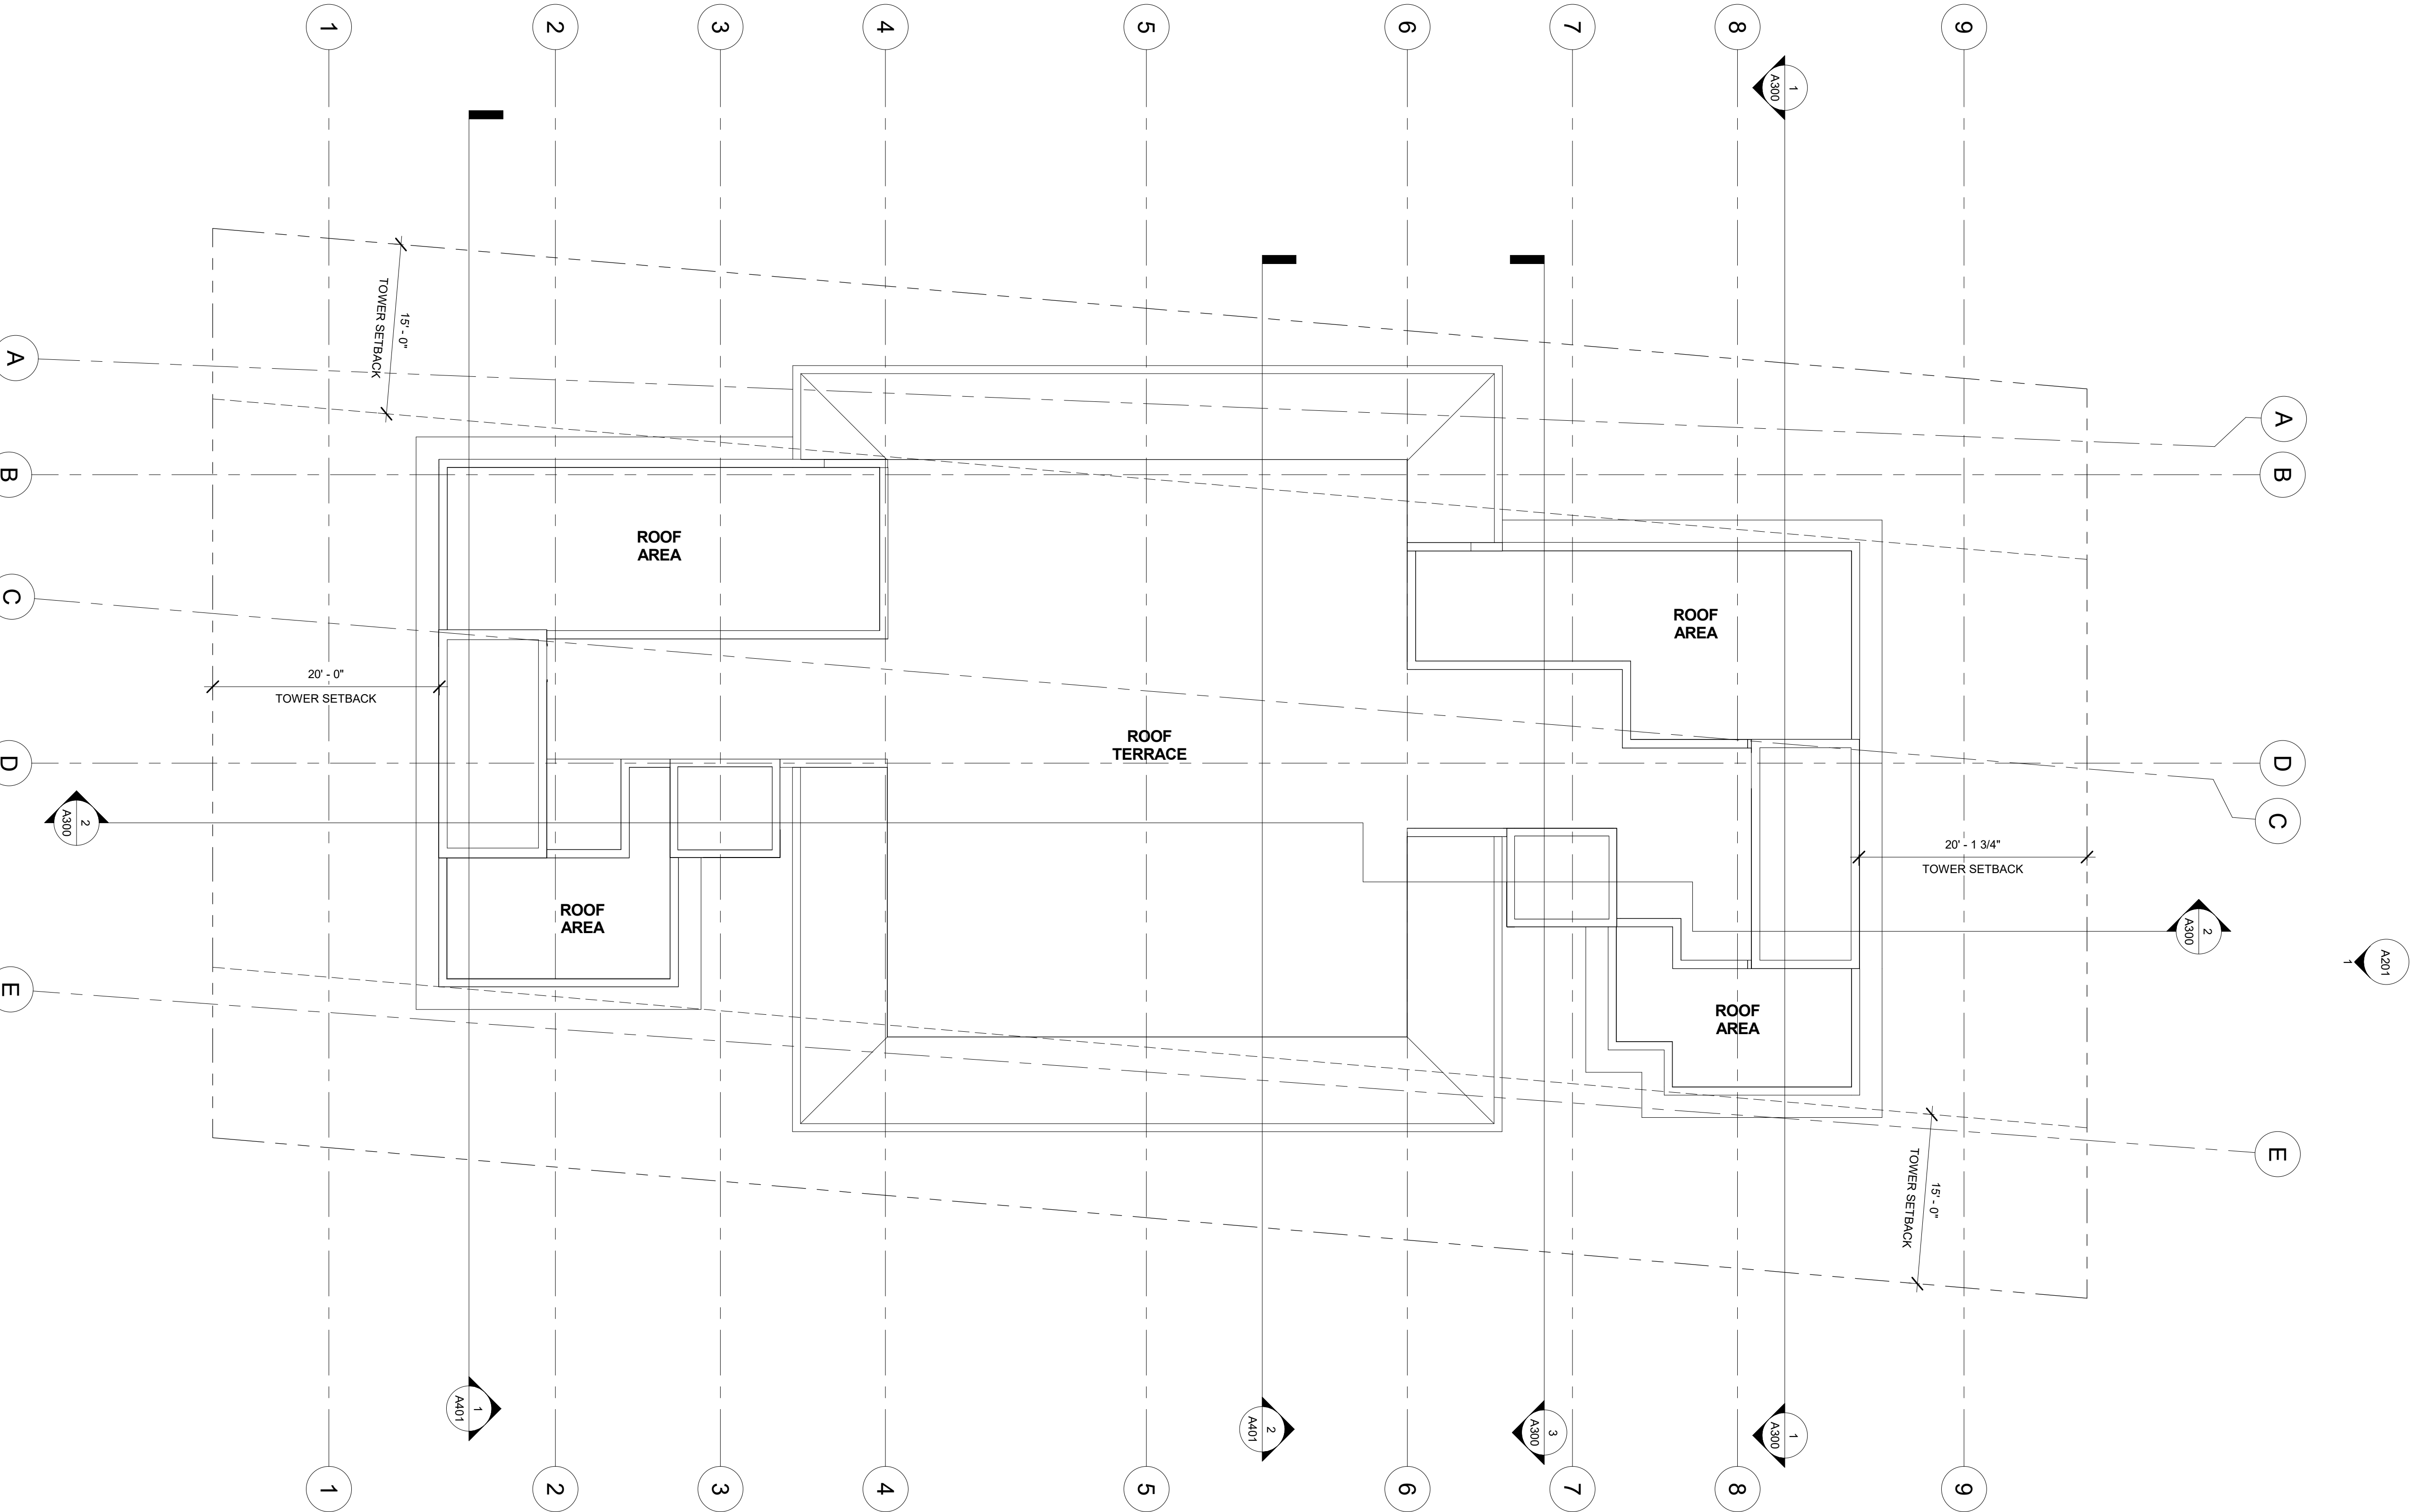 1
2
3
4
5
6
7
8
9
1
A300
15' - 0"
TOWER SETBACK
A
A
B
B
ROOF
AREA
ROOF
AREA
C
20' - 0"
TOWER SETBACK
ROOF
TERRACE
D
D
2
A300
C
20' - 1 3/4"
TOWER SETBACK
ROOF
AREA
2
A300
A201
1
E
ROOF
AREA
E
15' - 0"
TOWER SETBACK
1
A401
2
A401
3
A300
1
A300
1
2
3
4
5
6
7
8
9